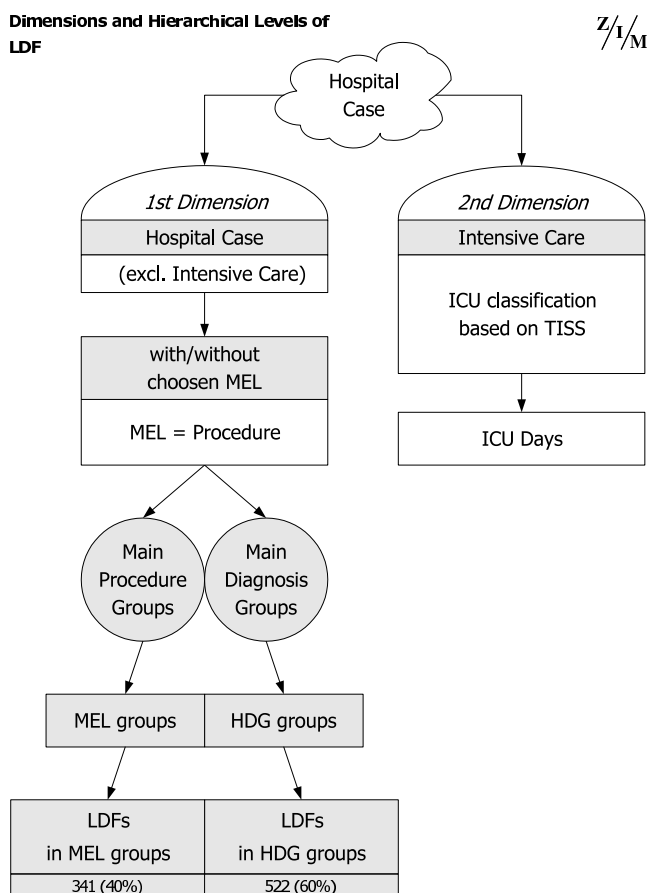 Dimensions and Hierarchical Levels of
LDF
Z/I/M
Hospital
Case
1st Dimension
Hospital Case
(excl. Intensive Care)
2nd Dimension
Intensive Care
ICU classification
based on TISS
with/without
choosen MEL
MEL = Procedure
ICU Days
Main
Procedure
Groups
Main
Diagnosis
Groups
MEL groups
HDG groups
LDFs
in MEL groups
341 (40%)
LDFs
in HDG groups
522 (60%)